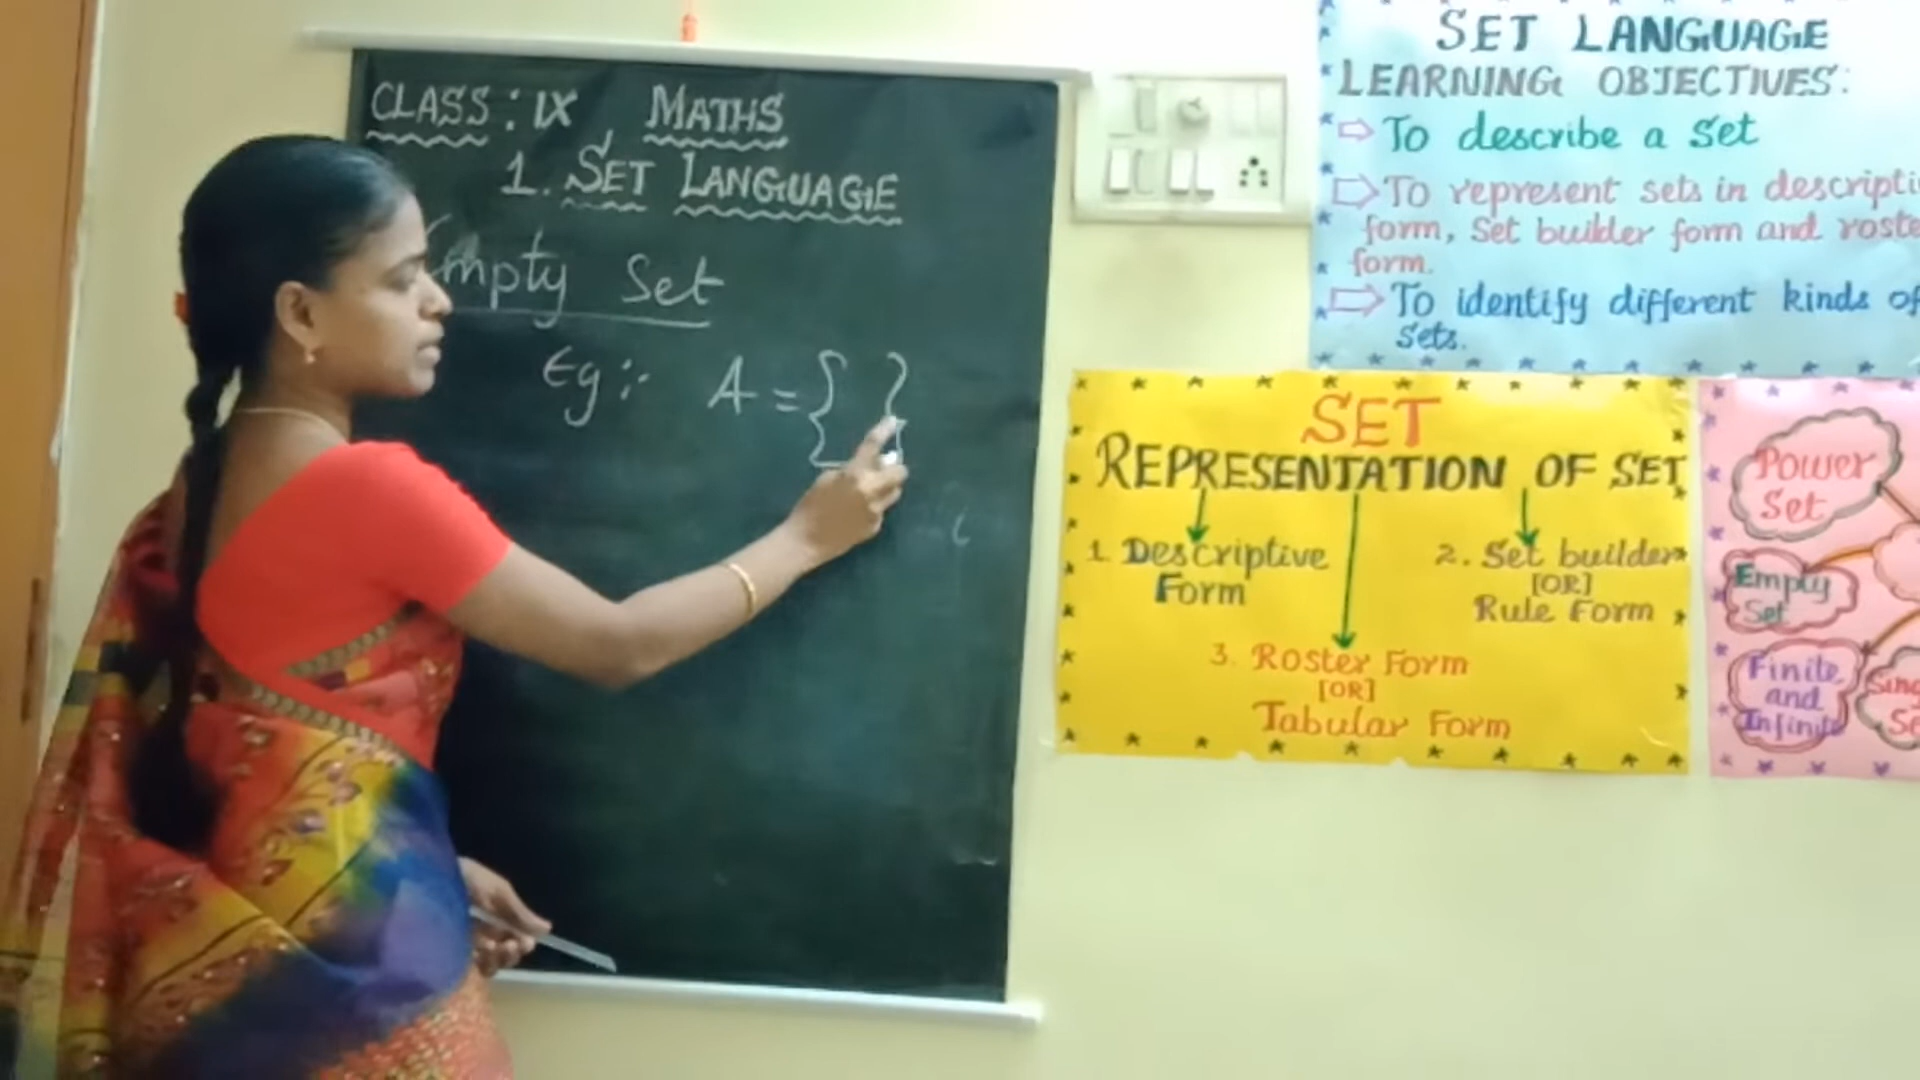 CLASS: IX MATHS
1. SET LANGUAGE
Empty Set
Eg:- A = { }
SET LANGUAGE
LEARNING OBJECTIVES:
To describe a set
To represent sets in
form, Set builder form and
form.
To identify different kinds of
sets.
SET
REPRESENTATION OF SET
1. Descriptive
Form
2. Set builder
[OR]
Rule Form
3. Roster Form
[OR]
Tabular Form
Power
Set
Empty
Set
Finite
and
Infinite